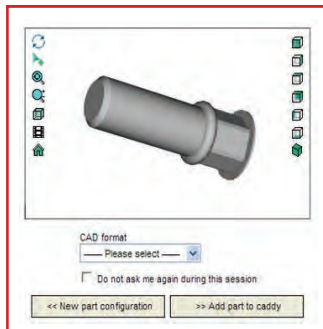 CAD format
----- Please select -----
Do not ask me again during this session
<< New part configuration
>> Add part to caddy